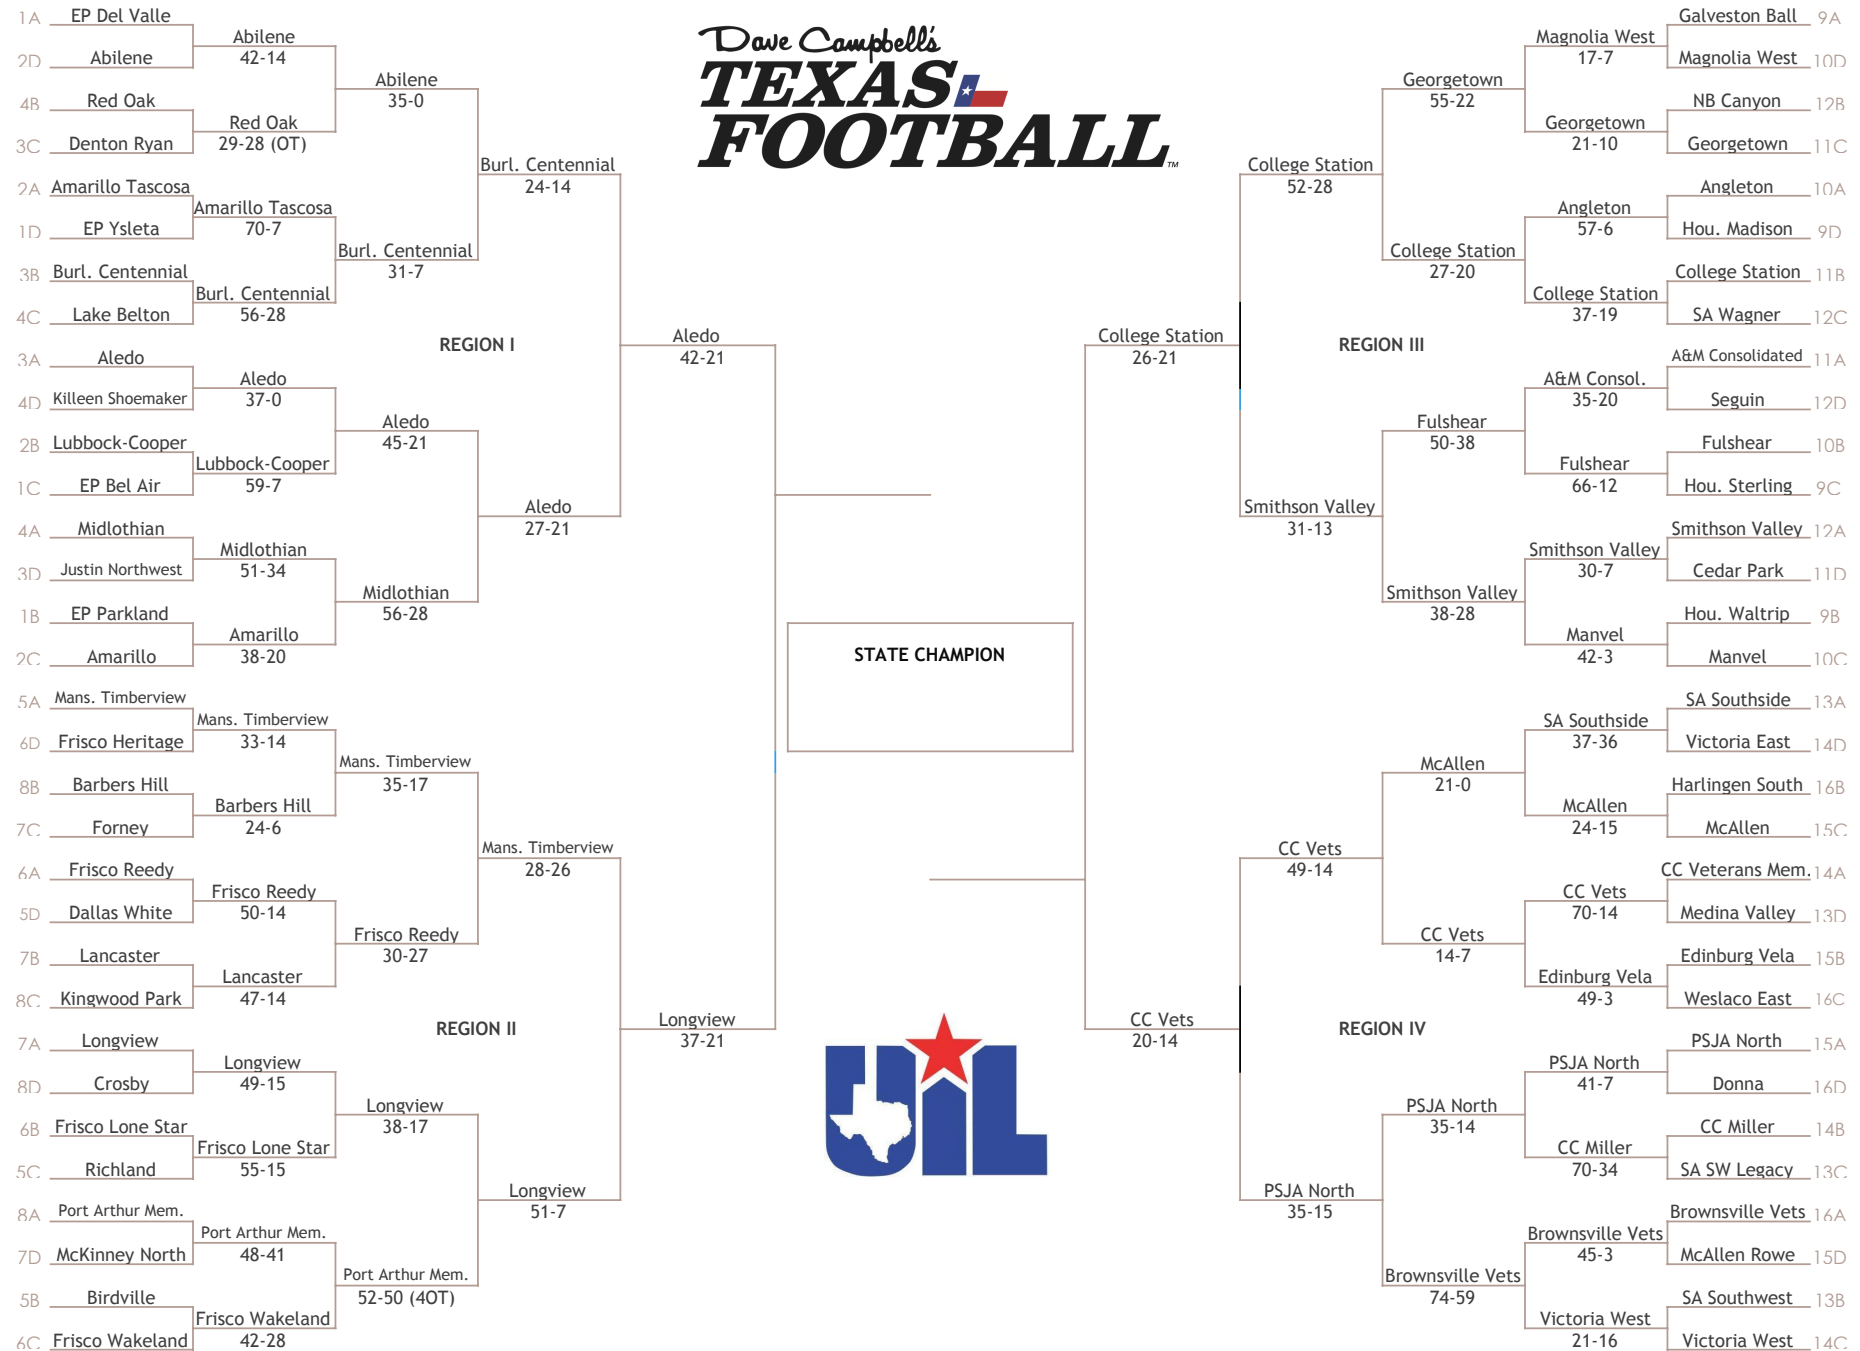 Dave Campbell's
TEXAS
FOOTBALL™
1A EP Del Valle
2D Abilene
4B Red Oak
3C Denton Ryan
2A Amarillo Tascosa
1D EP Ysleta
3B Burl. Centennial
4C Lake Belton
3A Aledo
4D Killeen Shoemaker
2B Lubbock-Cooper
1C EP Bel Air
4A Midlothian
3D Justin Northwest
1B EP Parkland
2C Amarillo
5A Mans. Timberview
6D Frisco Heritage
8B Barbers Hill
7C Forney
6A Frisco Reedy
5D Dallas White
7B Lancaster
8C Kingwood Park
7A Longview
8D Crosby
6B Frisco Lone Star
5C Richland
8A Port Arthur Mem.
7D McKinney North
5B Birdville
6C Frisco Wakeland
Abilene
42-14
Red Oak
29-28 (OT)
Amarillo Tascosa
70-7
Burl. Centennial
56-28
Aledo
37-0
Lubbock-Cooper
59-7
Midlothian
51-34
Amarillo
38-20
Mans. Timberview
33-14
Barbers Hill
24-6
Frisco Reedy
50-14
Lancaster
47-14
Longview
49-15
Frisco Lone Star
55-15
Port Arthur Mem.
48-41
Frisco Wakeland
42-28
Abilene
35-0
Burl. Centennial
31-7
Aledo
45-21
Midlothian
56-28
Mans. Timberview
35-17
Frisco Reedy
30-27
Longview
38-17
Port Arthur Mem.
52-50 (4OT)
Burl. Centennial
24-14
REGION I
Aledo
27-21
Mans. Timberview
28-26
REGION II
Longview
51-7
Aledo
42-21
Longview
37-21
STATE CHAMPION
UIL
College Station
26-21
CC Vets
20-14
College Station
52-28
REGION III
Smithson Valley
31-13
CC Vets
49-14
REGION IV
PSJA North
35-15
Georgetown
55-22
College Station
27-20
Fulshear
50-38
Smithson Valley
38-28
McAllen
21-0
CC Vets
14-7
PSJA North
35-14
Brownsville Vets
74-59
Magnolia West
17-7
Georgetown
21-10
Angleton
57-6
College Station
37-19
A&M Consol.
35-20
Fulshear
66-12
Smithson Valley
30-7
Manvel
42-3
SA Southside
37-36
McAllen
24-15
CC Vets
70-14
Edinburg Vela
49-3
PSJA North
41-7
CC Miller
70-34
Brownsville Vets
45-3
Victoria West
21-16
Galveston Ball 9A
Magnolia West 10D
NB Canyon 12B
Georgetown 11C
Angleton 10A
Hou. Madison 9D
College Station 11B
SA Wagner 12C
A&M Consolidated 11A
Seguin 12D
Fulshear 10B
Hou. Sterling 9C
Smithson Valley 12A
Cedar Park 11D
Hou. Waltrip 9B
Manvel 10C
SA Southside 13A
Victoria East 14D
Harlingen South 16B
McAllen 15C
CC Veterans Mem. 14A
Medina Valley 13D
Edinburg Vela 15B
Weslaco East 16C
PSJA North 15A
Donna 16D
CC Miller 14B
SA SW Legacy 13C
Brownsville Vets 16A
McAllen Rowe 15D
SA Southwest 13B
Victoria West 14C